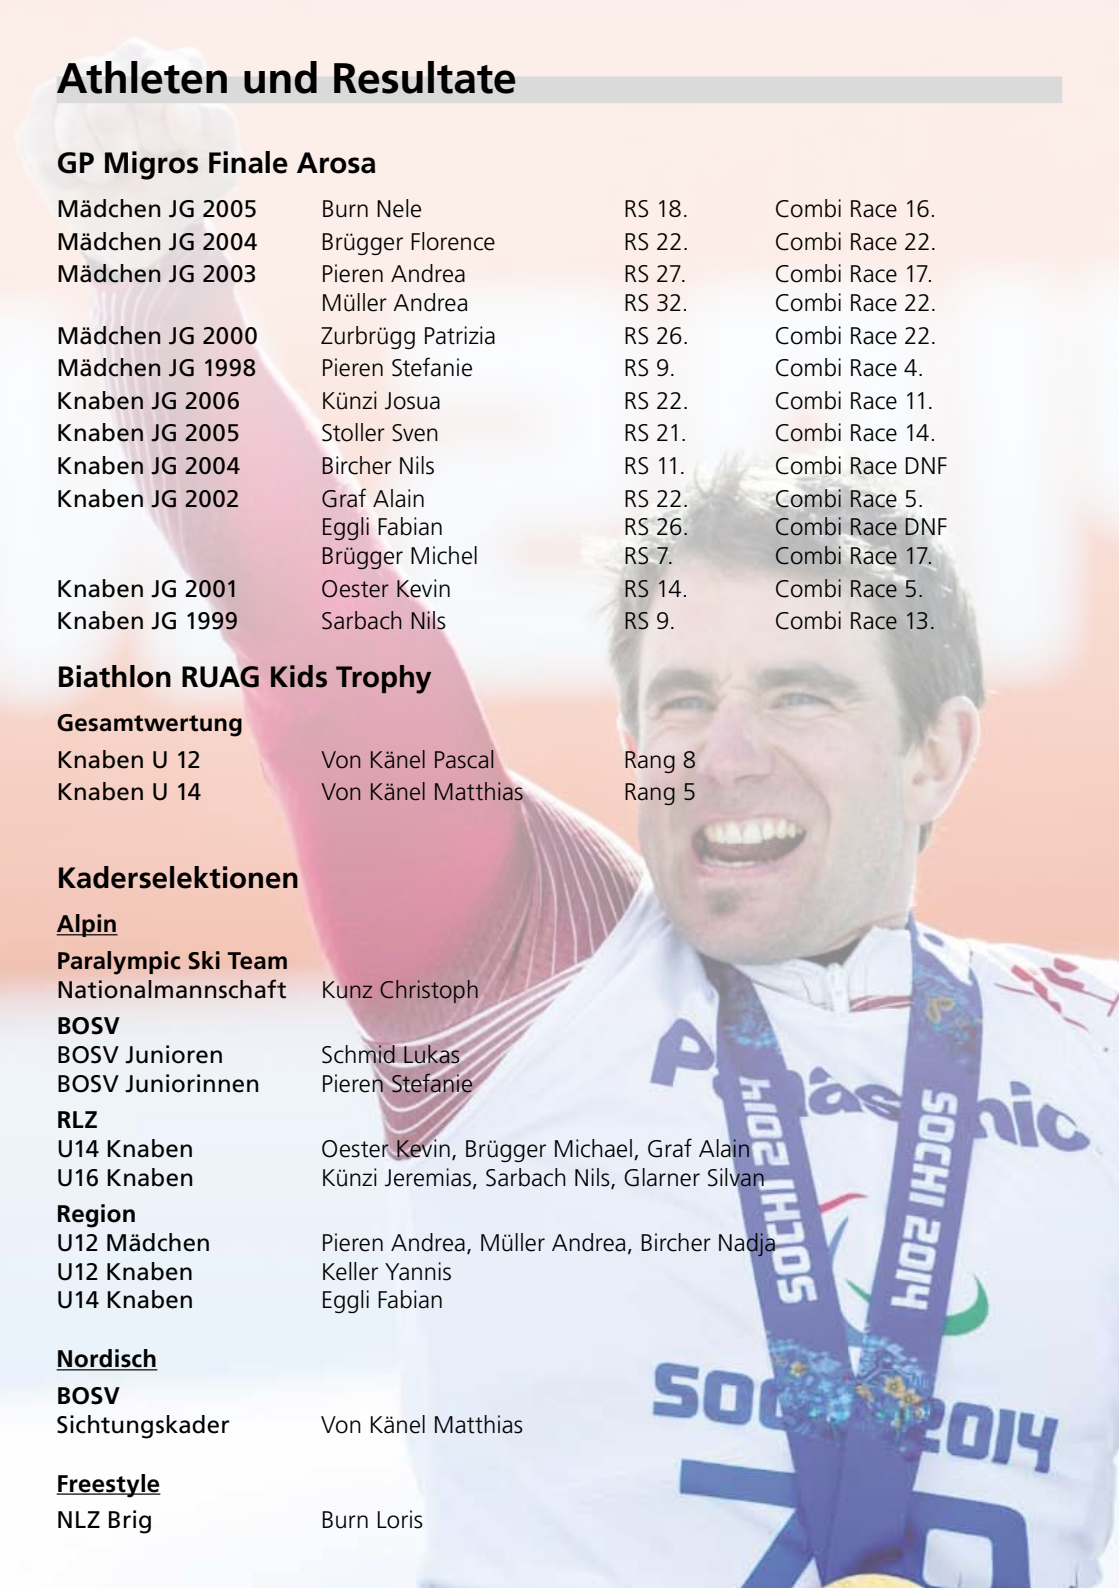 Athleten und Resultate
GP Migros Finale Arosa
Mädchen JG 2005 Burn Nele RS 18. Combi Race 16.
Mädchen JG 2004 Brügger Florence RS 22. Combi Race 22.
Mädchen JG 2003 Pieren Andrea RS 27. Combi Race 17.
Müller Andrea RS 32. Combi Race 22.
Mädchen JG 2000 Zurbrügg Patrizia RS 26. Combi Race 22.
Mädchen JG 1998 Pieren Stefanie RS 9. Combi Race 4.
Knaben JG 2006 Künzi Josua RS 22. Combi Race 11.
Knaben JG 2005 Stoller Sven RS 21. Combi Race 14.
Knaben JG 2004 Bircher Nils RS 11. Combi Race DNF
Knaben JG 2002 Graf Alain RS 22. Combi Race 5.
Eggli Fabian RS 26. Combi Race DNF
Brügger Michel RS 7. Combi Race 17.
Knaben JG 2001 Oester Kevin RS 14. Combi Race 5.
Knaben JG 1999 Sarbach Nils RS 9. Combi Race 13.
Biathlon RUAG Kids Trophy
Gesamtwertung
Knaben U 12 Von Känel Pascal Rang 8
Knaben U 14 Von Känel Matthias Rang 5
Kaderselektionen
Alpin
Paralympic Ski Team
Nationalmannschaft Kunz Christoph
BOSV
BOSV Junioren Schmid Lukas
BOSV Juniorinnen Pieren Stefanie
RLZ
U14 Knaben Oester Kevin, Brügger Michael, Graf Alain
U16 Knaben Künzi Jeremias, Sarbach Nils, Glarner Silvan
Region
U12 Mädchen Pieren Andrea, Müller Andrea, Bircher Nadja
U12 Knaben Keller Yannis
U14 Knaben Eggli Fabian
Nordisch
BOSV
Sichtungskader Von Känel Matthias
Freestyle
NLZ Brig Burn Loris
Panasonic
SOCHI 2014
SOCHI 2014
SOCHI 2014